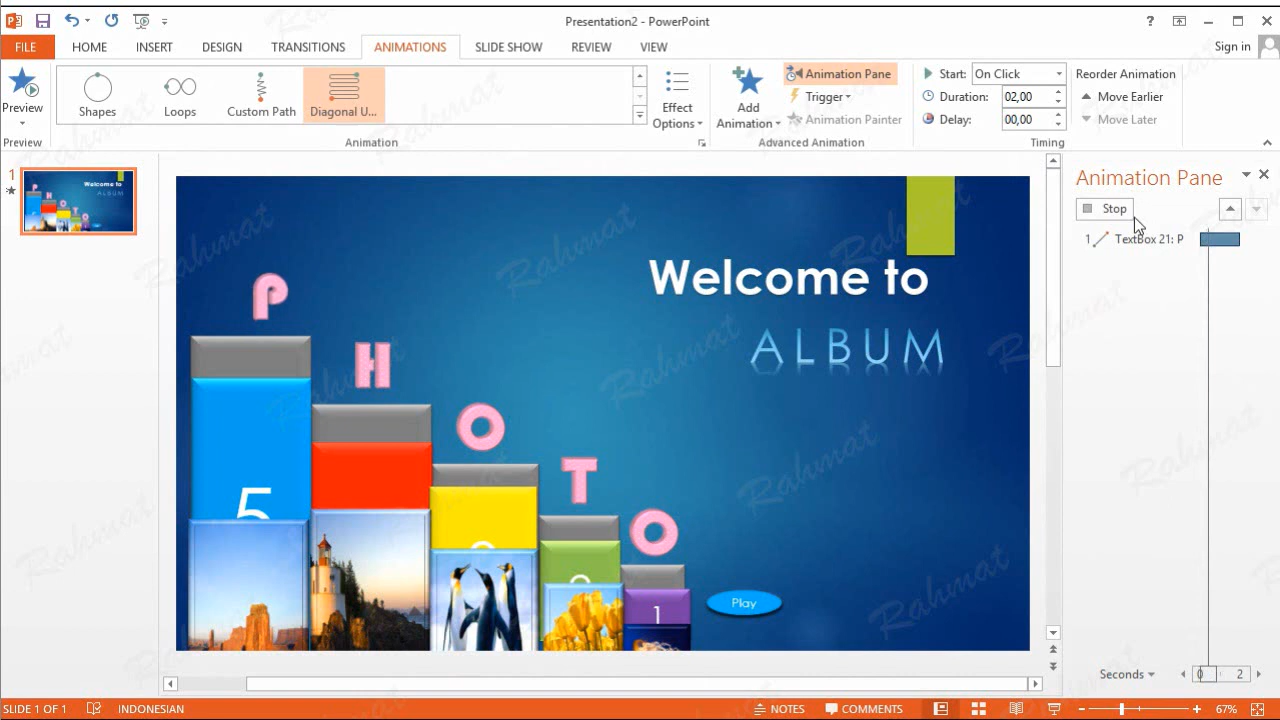 Presentation2 - PowerPoint
FILE HOME INSERT DESIGN TRANSITIONS ANIMATIONS SLIDE SHOW REVIEW VIEW Sign in
Preview
Shapes Loops Custom Path Diagonal U...
Effect Options
Add Animation
Animation Pane
Trigger
Animation Painter
Start: On Click
Duration: 02,00
Delay: 00,00
Reorder Animation
Move Earlier
Move Later
Preview Animation Advanced Animation Timing
1
Animation Pane
Stop
1 TextBox 21: P
Welcome to
ALBUM
P
H
O
T
O
5
1
Play
Seconds 0 2
SLIDE 1 OF 1 INDONESIAN NOTES COMMENTS 67%
Rahmat